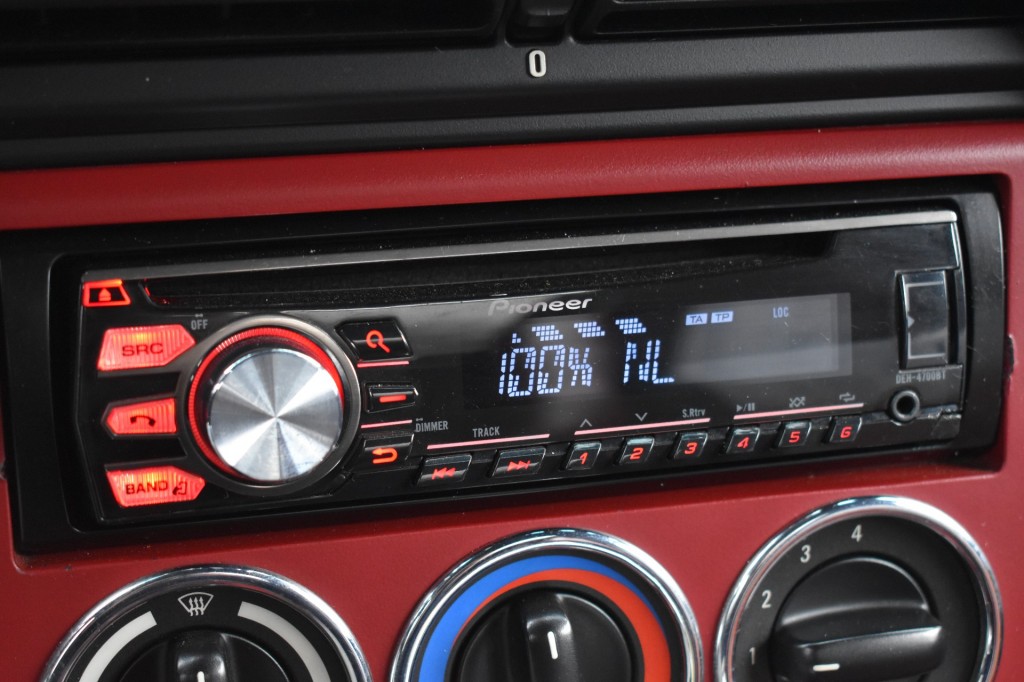 0
Pioneer
OFF
SRC
TA TP
LOC
100% NL
DEH-4700BT
DIMMER
TRACK
S.Rtrv
BAND
1 2 3 4 5 6
1 2 3 4